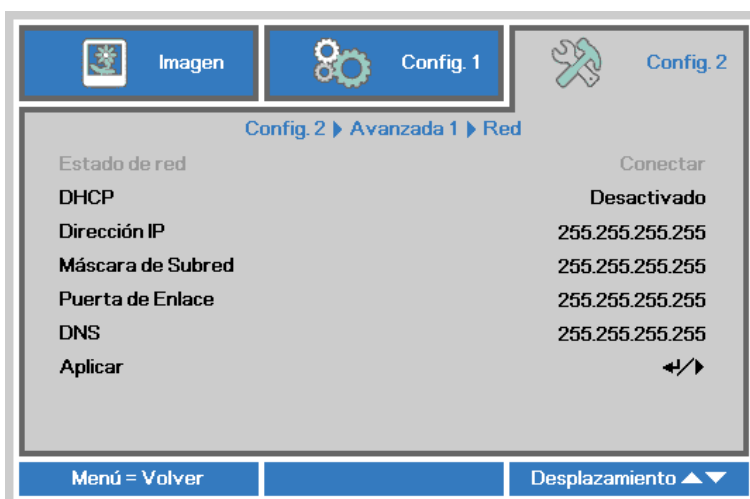 Imagen Config. 1 Config. 2
Config. 2 ▶ Avanzada 1 ▶ Red
Estado de red Conectar
DHCP Desactivado
Dirección IP 255.255.255.255
Máscara de Subred 255.255.255.255
Puerta de Enlace 255.255.255.255
DNS 255.255.255.255
Aplicar ↵/▶
Menú = Volver Desplazamiento ▲▼